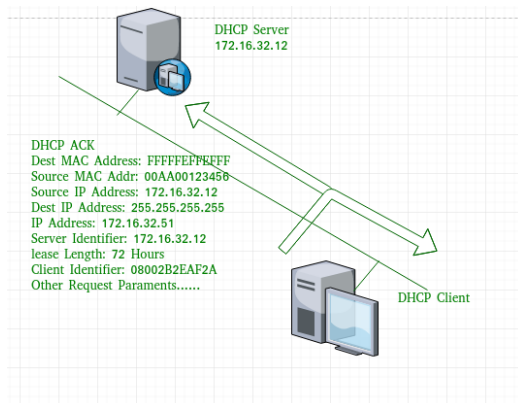 DHCP Server
172.16.32.12
DHCP ACK
Dest MAC Address: FFFFFEFFEFFF
Source MAC Addr: 00AA00123456
Source IP Address: 172.16.32.12
Dest IP Address: 255.255.255.255
IP Address: 172.16.32.51
Server Identifier: 172.16.32.12
lease Length: 72 Hours
Client Identifier: 08002B2EAF2A
Other Request Paraments......
DHCP Client